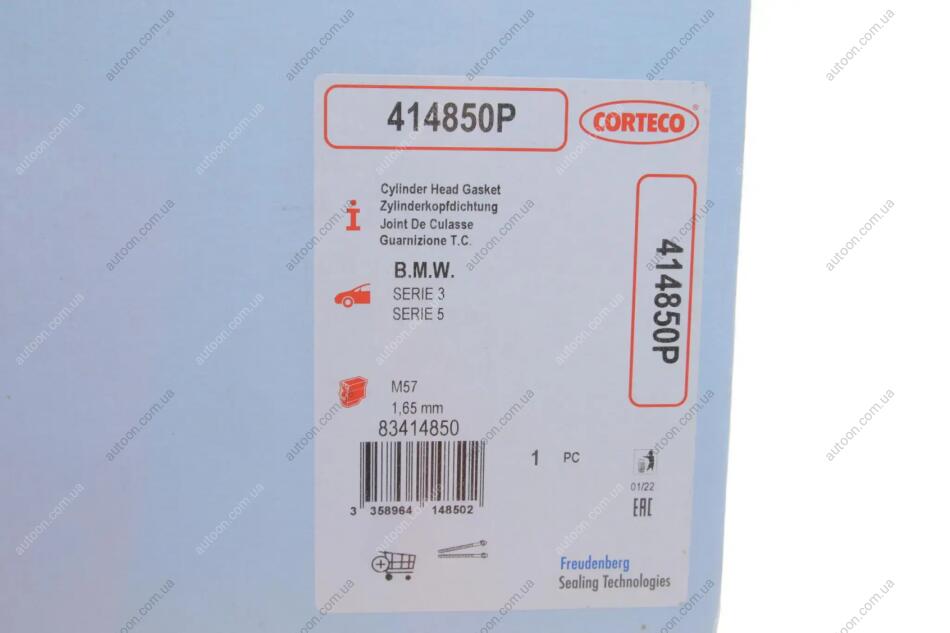 414850P
CORTECO®
Cylinder Head Gasket
Zylinderkopfdichtung
Joint De Culasse
Guarnizione T.C.
B.M.W.
SERIE 3
SERIE 5
414850P
M57
1,65 mm
83414850
3 358964 148502
1 PC
01/22
EAC
Freudenberg
Sealing Technologies
autoon.com.ua